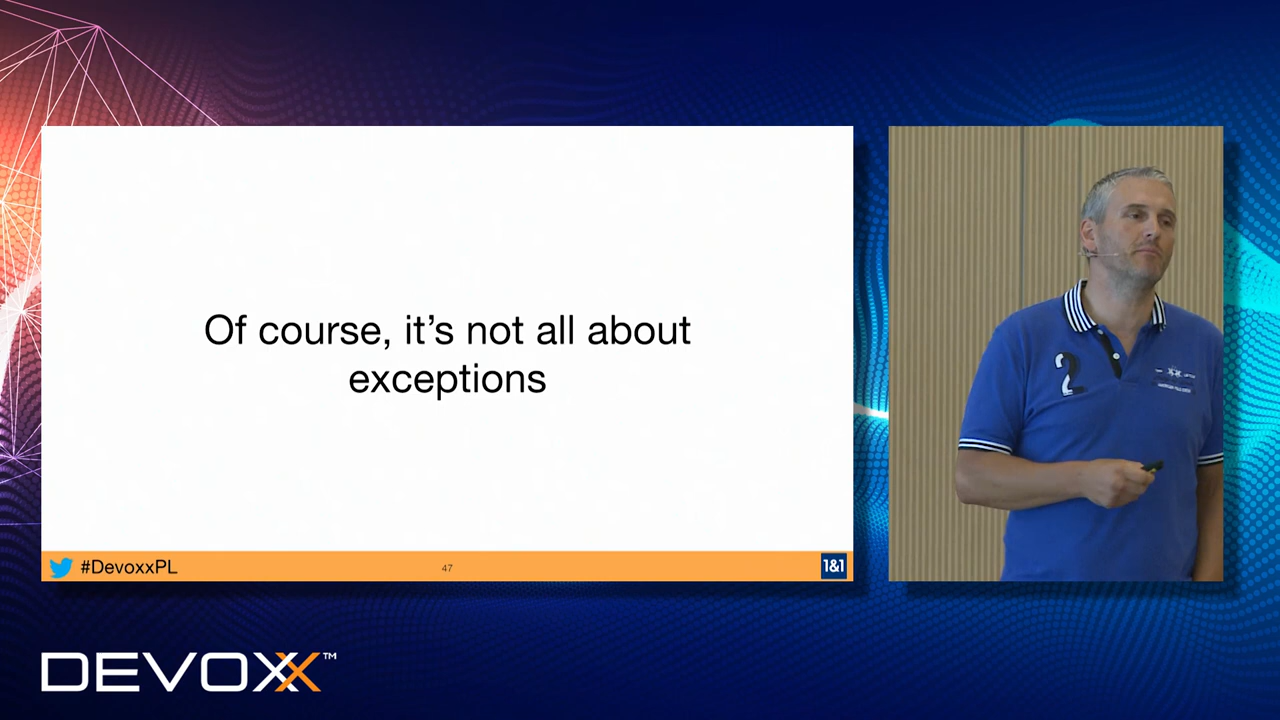 Of course, it’s not all about
exceptions
#DevoxxPL
47
1&1
2
DEVOXX™